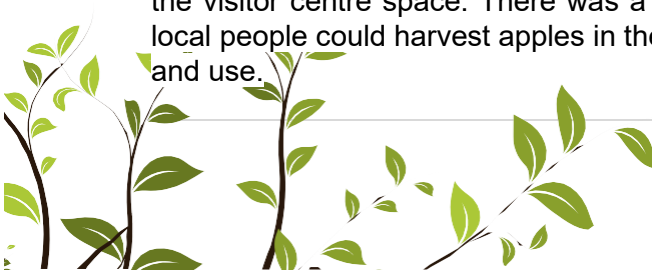 the visitor centre space. There was a
local people could harvest apples in the
and use.